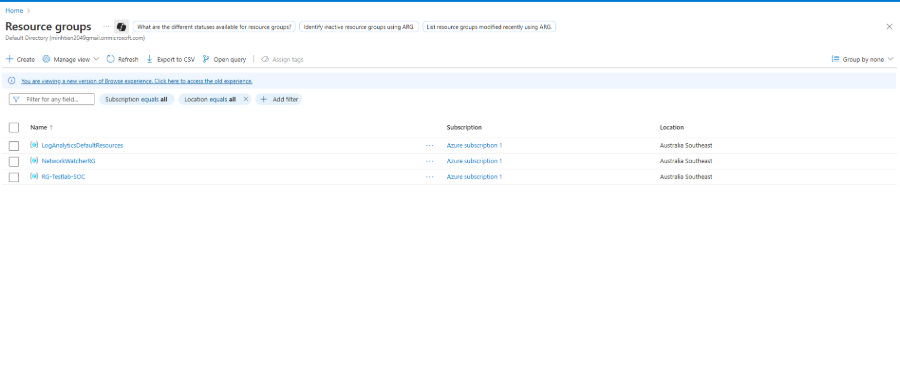 Home
Resource groups
What are the different statuses available for resource groups?
Identify inactive resource groups using ARG.
List resource groups modified recently using ARG.
Default Directory (minhtien2049gmail.onmicrosoft.com)
Create Manage view Refresh Export to CSV Open query Assign tags Group by none
You are viewing a new version of Browse experience. Click here to access the old experience.
Filter for any field... Subscription equals all Location equals all Add filter
Name Subscription Location
LogAnalyticsDefaultResources Azure subscription 1 Australia Southeast
NetworkWatcherRG Azure subscription 1 Australia Southeast
RG-Testlab-SOC Azure subscription 1 Australia Southeast